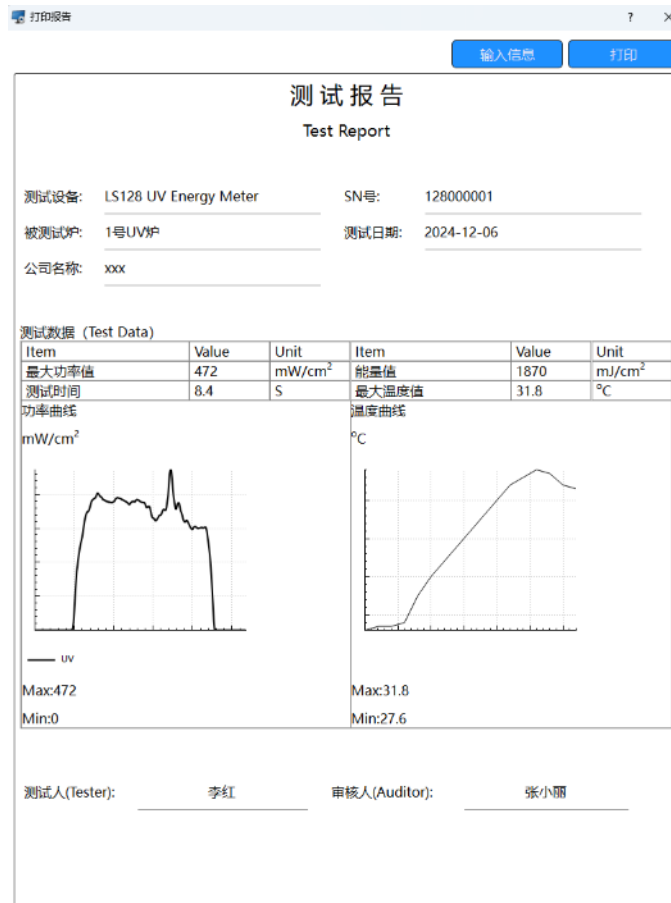 打印报告
?
输入信息 打印
测试报告
Test Report
测试设备: LS128 UV Energy Meter SN号: 128000001
被测试炉: 1号UV炉 测试日期: 2024-12-06
公司名称: xxx
测试数据（Test Data）
Item Value Unit Item Value Unit
最大功率值 472 mW/cm² 能量值 1870 mJ/cm²
测试时间 8.4 S 最大温度值 31.8 °C
功率曲线 温度曲线
mW/cm² °C
UV
Max:472 Max:31.8
Min:0 Min:27.6
测试人(Tester): 李红 审核人(Auditor): 张小丽